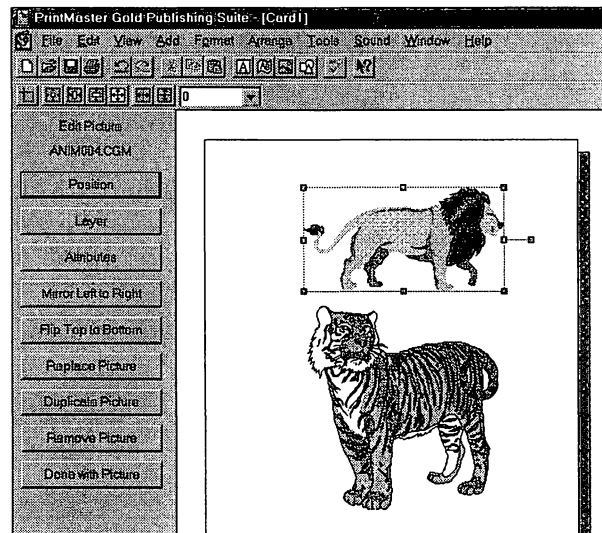 PrintMaster Gold Publishing Suite - [Card1]
File Edit View Add Format Arrange Tools Sound Window Help
0
Edit Picture
ANIM004.CGM
Position
Layer
Attributes
Mirror Left to Right
Flip Top to Bottom
Replace Picture
Duplicate Picture
Remove Picture
Done with Picture